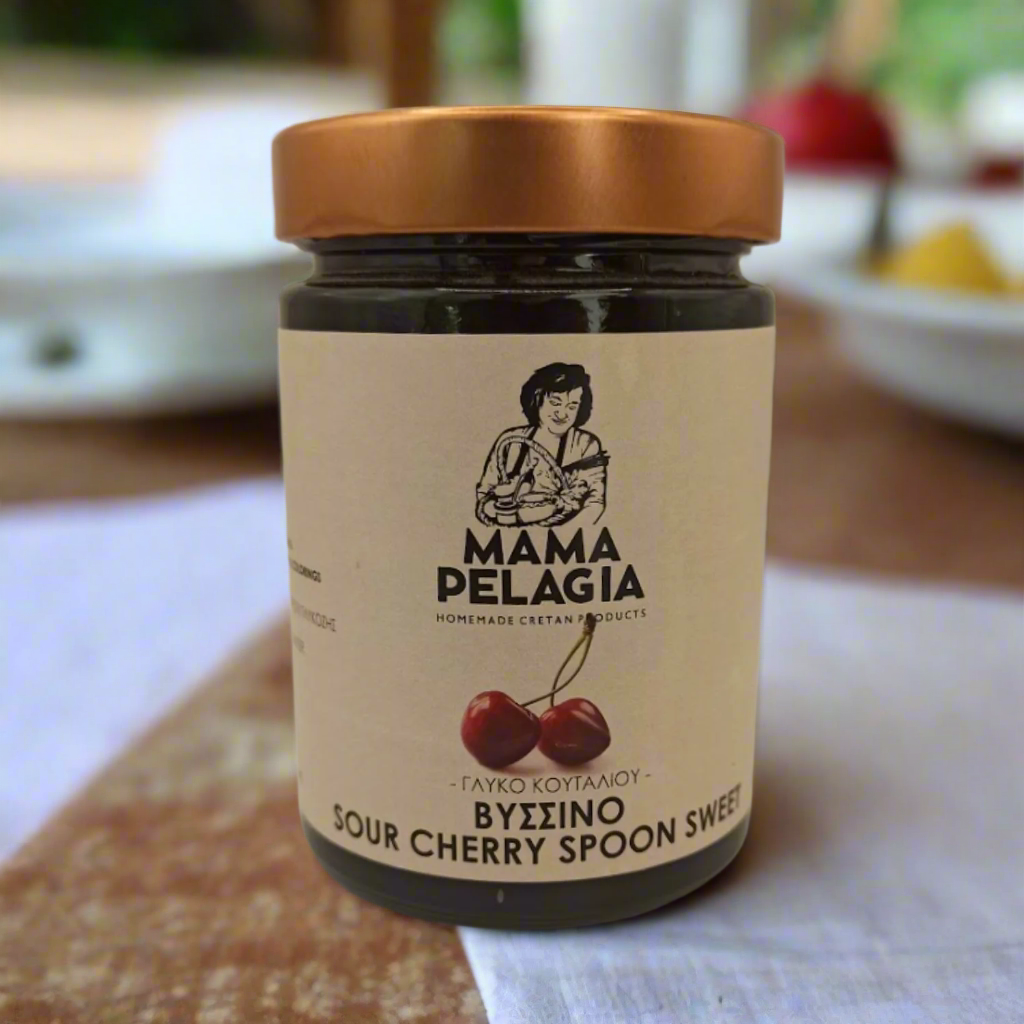 MAMA
PELAGIA
HOMEMADE CRETAN PRODUCTS
- ΓΛΥΚΟ ΚΟΥΤΑΛΙΟΥ -
ΒΥΣΣΙΝΟ
SOUR CHERRY SPOON SWEET